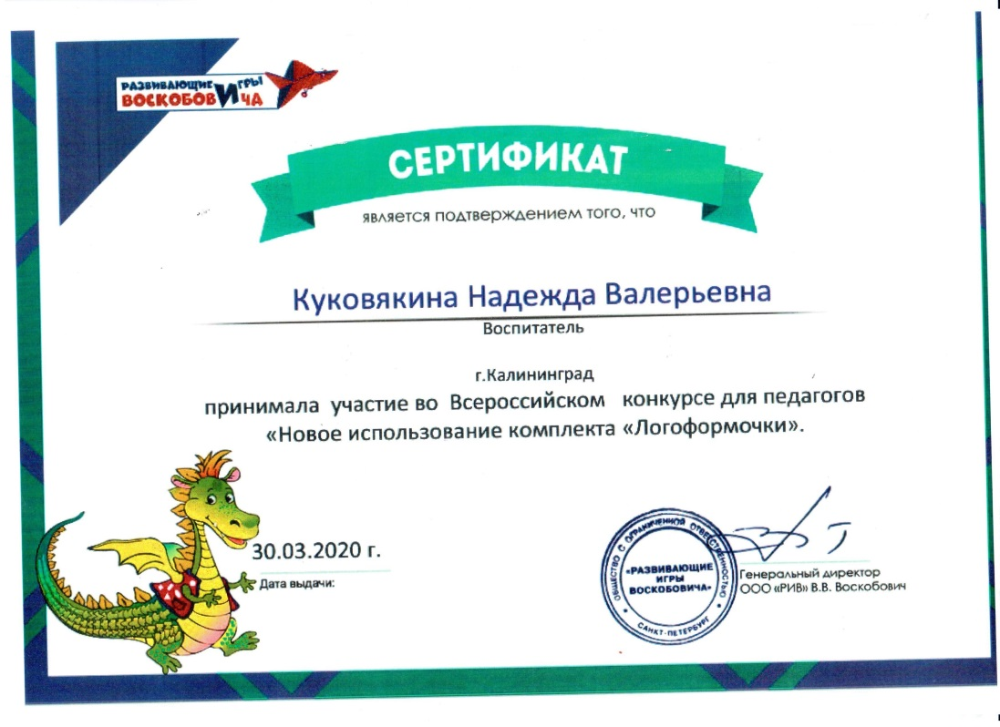 РАЗВИВАЮЩИЕ ИГРЫ
ВОСКОБОВИЧА
СЕРТИФИКАТ
является подтверждением того, что
Куковякина Надежда Валерьевна
Воспитатель
г.Калининград
принимала участие во Всероссийском конкурсе для педагогов
«Новое использование комплекта «Логоформочки».
30.03.2020 г.
Дата выдачи:
ОБЩЕСТВО С ОГРАНИЧЕННОЙ ОТВЕТСТВЕННОСТЬЮ
«РАЗВИВАЮЩИЕ
ИГРЫ
ВОСКОБОВИЧА»
САНКТ-ПЕТЕРБУРГ
Генеральный директор
ООО «РИВ» В.В. Воскобович